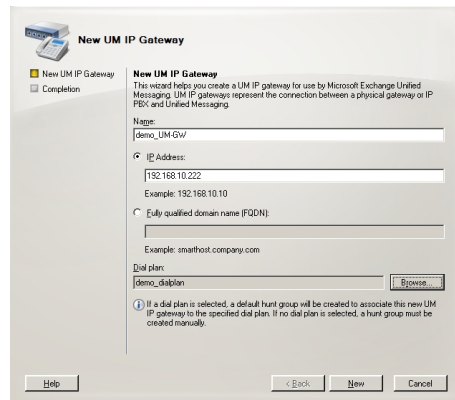 New UM IP Gateway
New UM IP Gateway
Completion
New UM IP Gateway
This wizard helps you create a UM IP gateway for use by Microsoft Exchange Unified
Messaging. UM IP gateways represent the connection between a physical gateway or IP
PBX and Unified Messaging.
Name:
demo_UM-GW
IP Address:
192.168.10.222
Example: 192.168.10.10
Fully qualified domain name (FQDN):
Example: smarthost.company.com
Dial plan:
demo_dialplan
Browse...
If a dial plan is selected, a default hunt group will be created to associate this new UM
IP gateway to the specified dial plan. If no dial plan is selected, a hunt group must be
created manually.
Help
< Back
New
Cancel